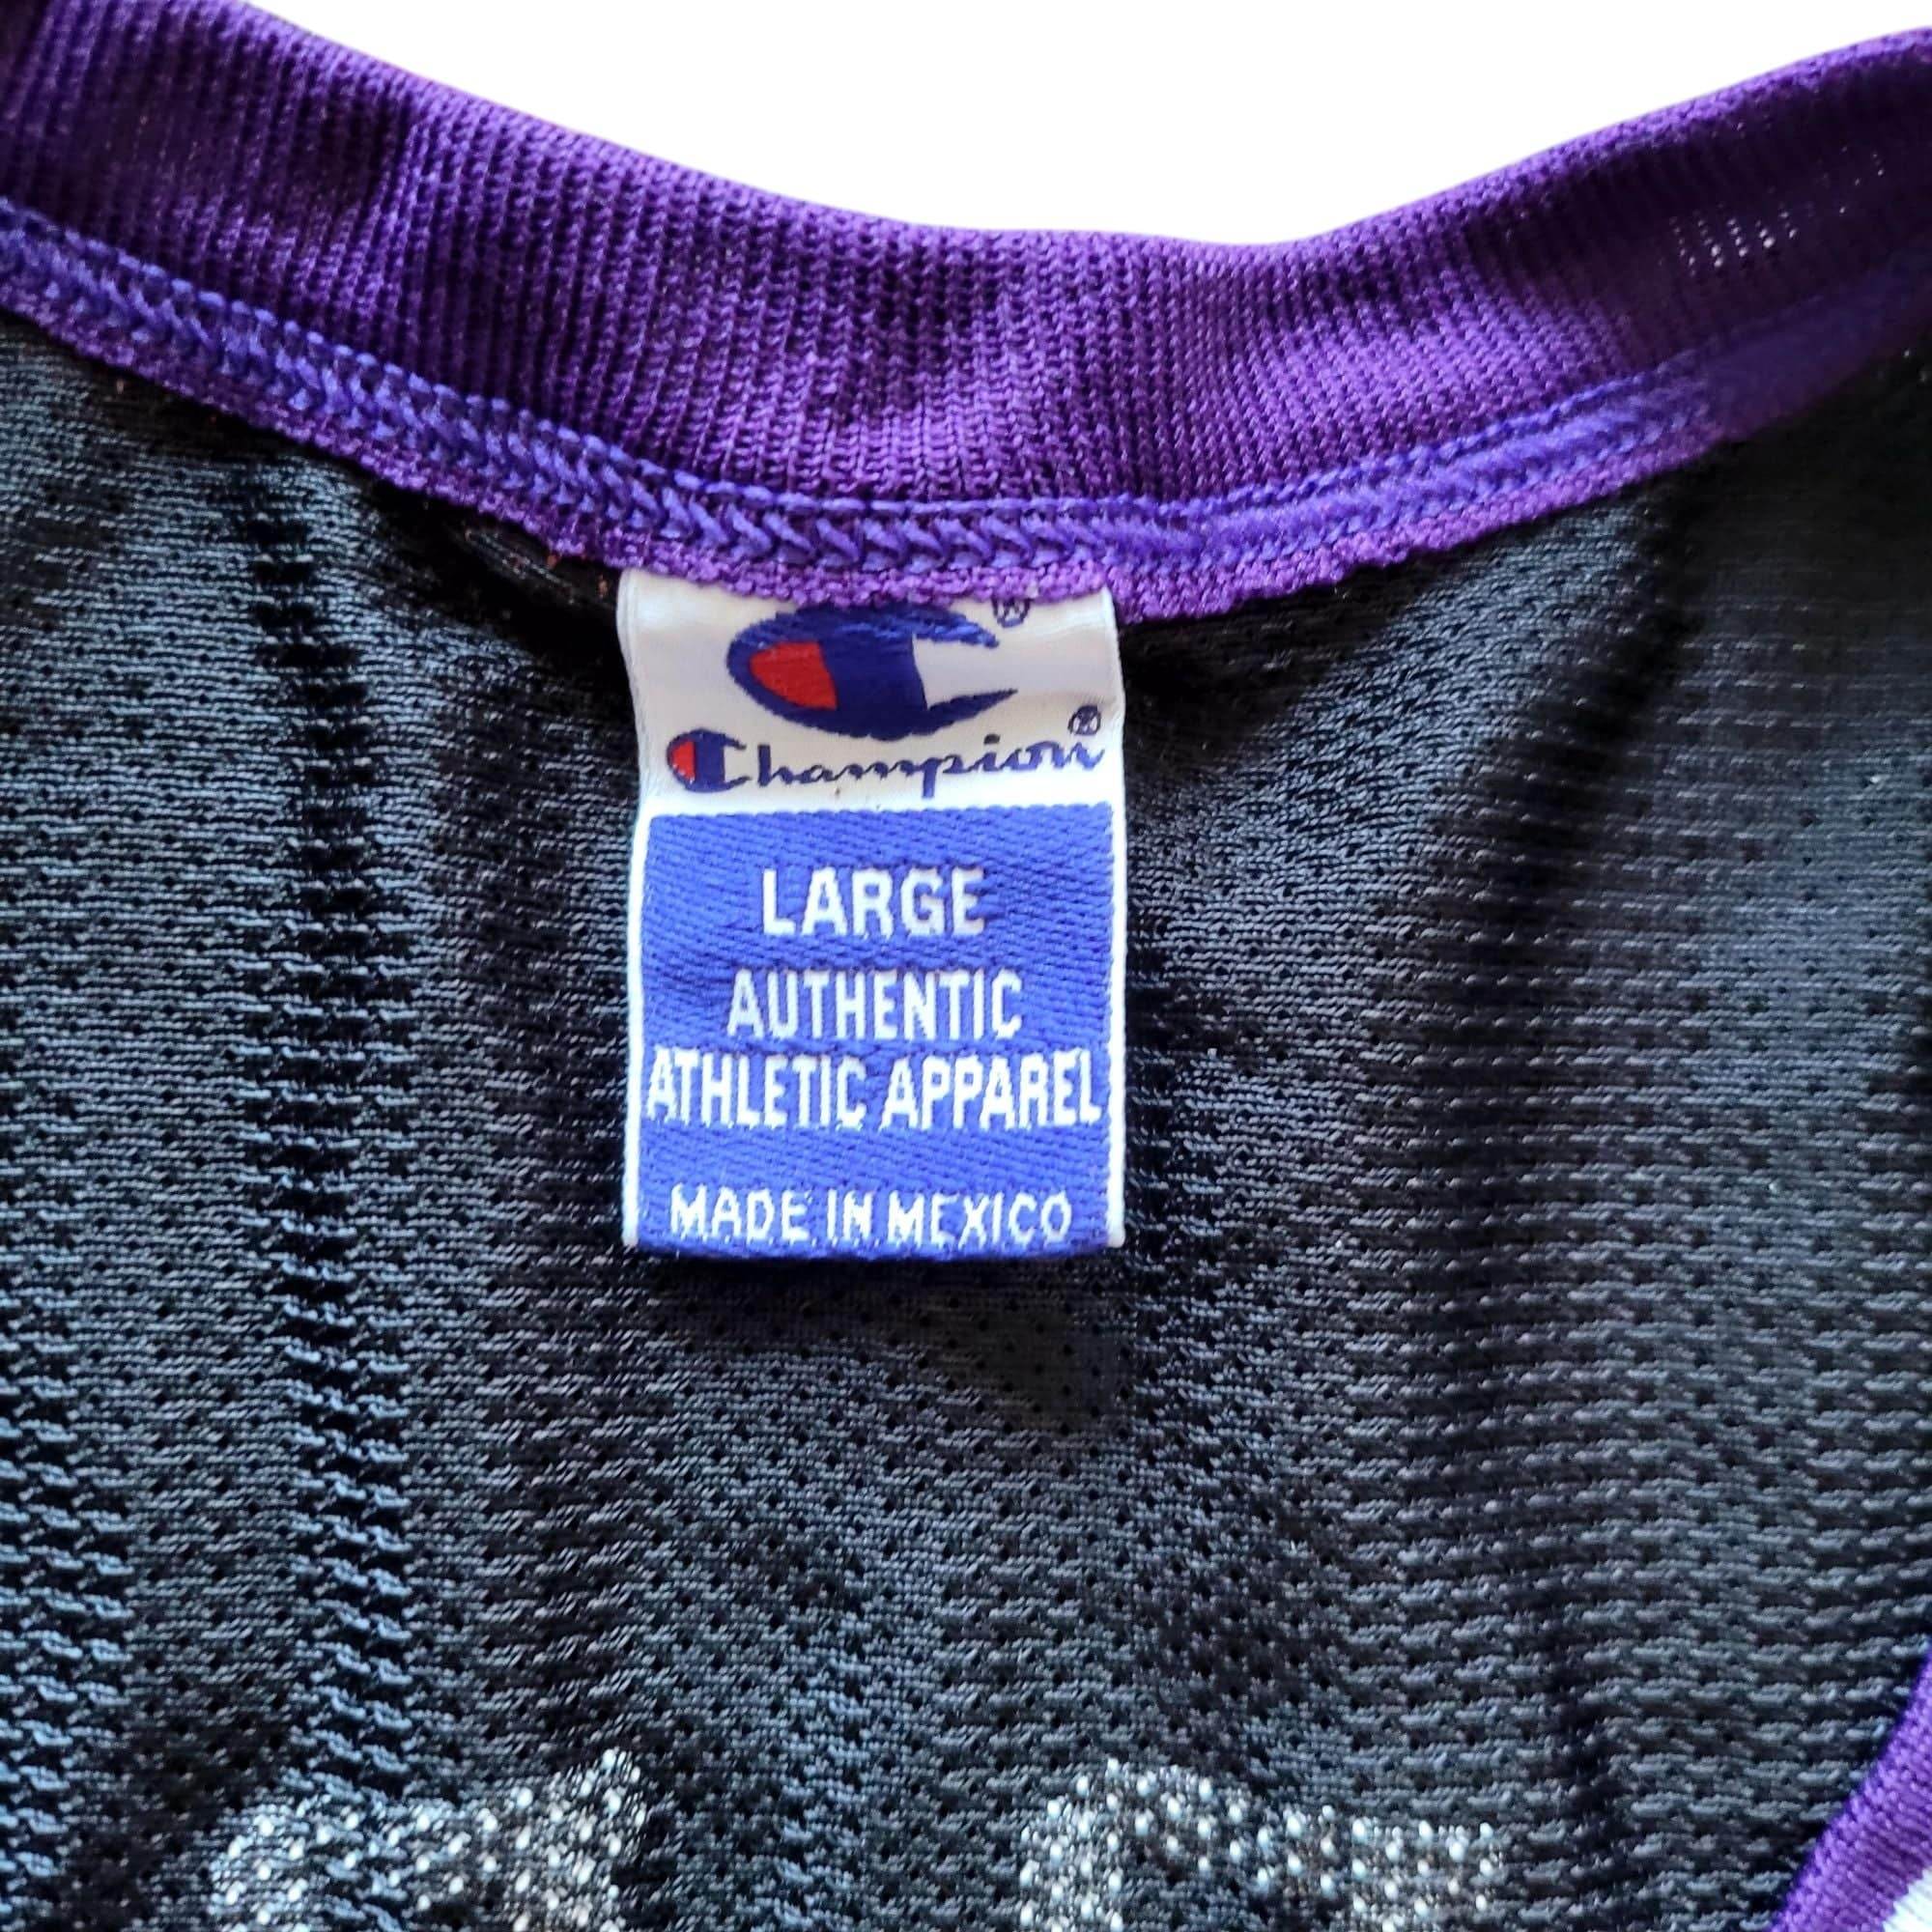 ®
Champion®
LARGE
AUTHENTIC
ATHLETIC APPAREL
MADE IN MEXICO